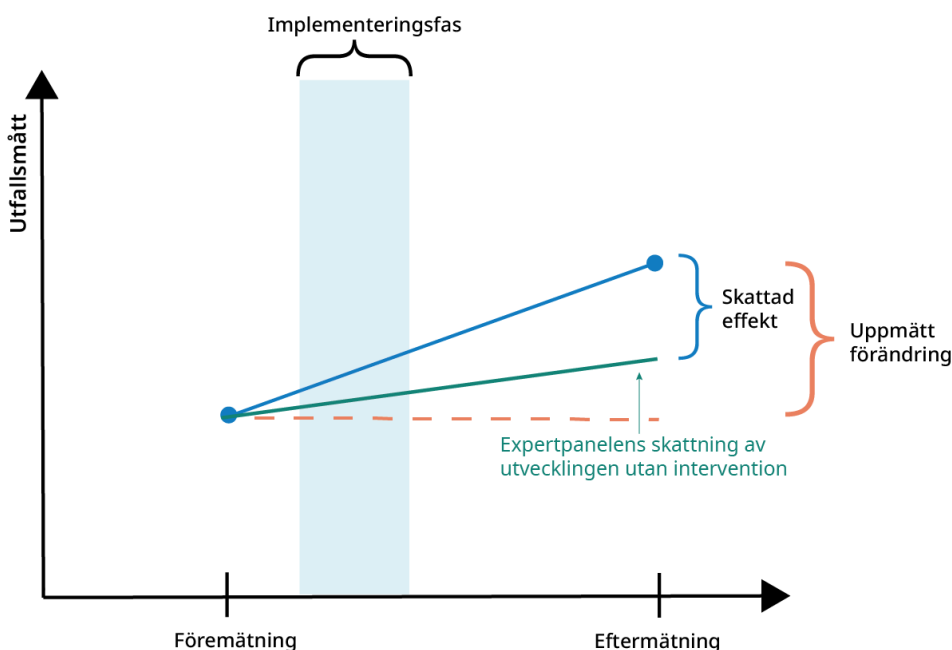 Implementeringsfas
Utfallsmått
Skattad
effekt
Uppmätt
förändring
Expertpanelens skattning av
utvecklingen utan intervention
Föremätning
Eftermätning